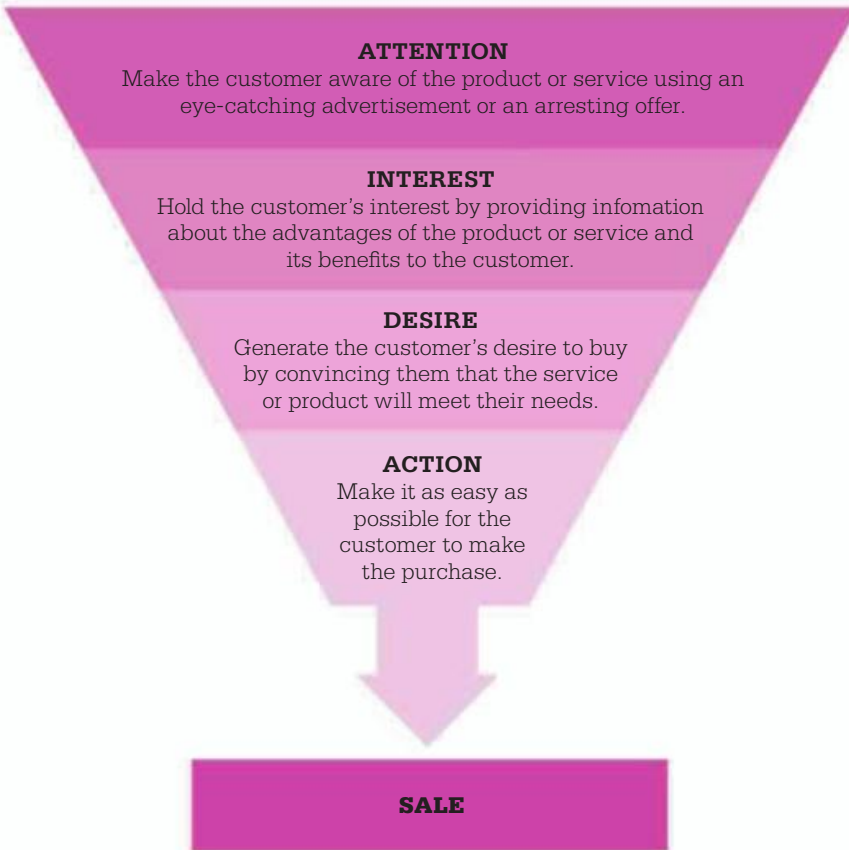 ATTENTION
Make the customer aware of the product or service using an
eye-catching advertisement or an arresting offer.
INTEREST
Hold the customer’s interest by providing infomation
about the advantages of the product or service and
its benefits to the customer.
DESIRE
Generate the customer’s desire to buy
by convincing them that the service
or product will meet their needs.
ACTION
Make it as easy as
possible for the
customer to make
the purchase.
SALE